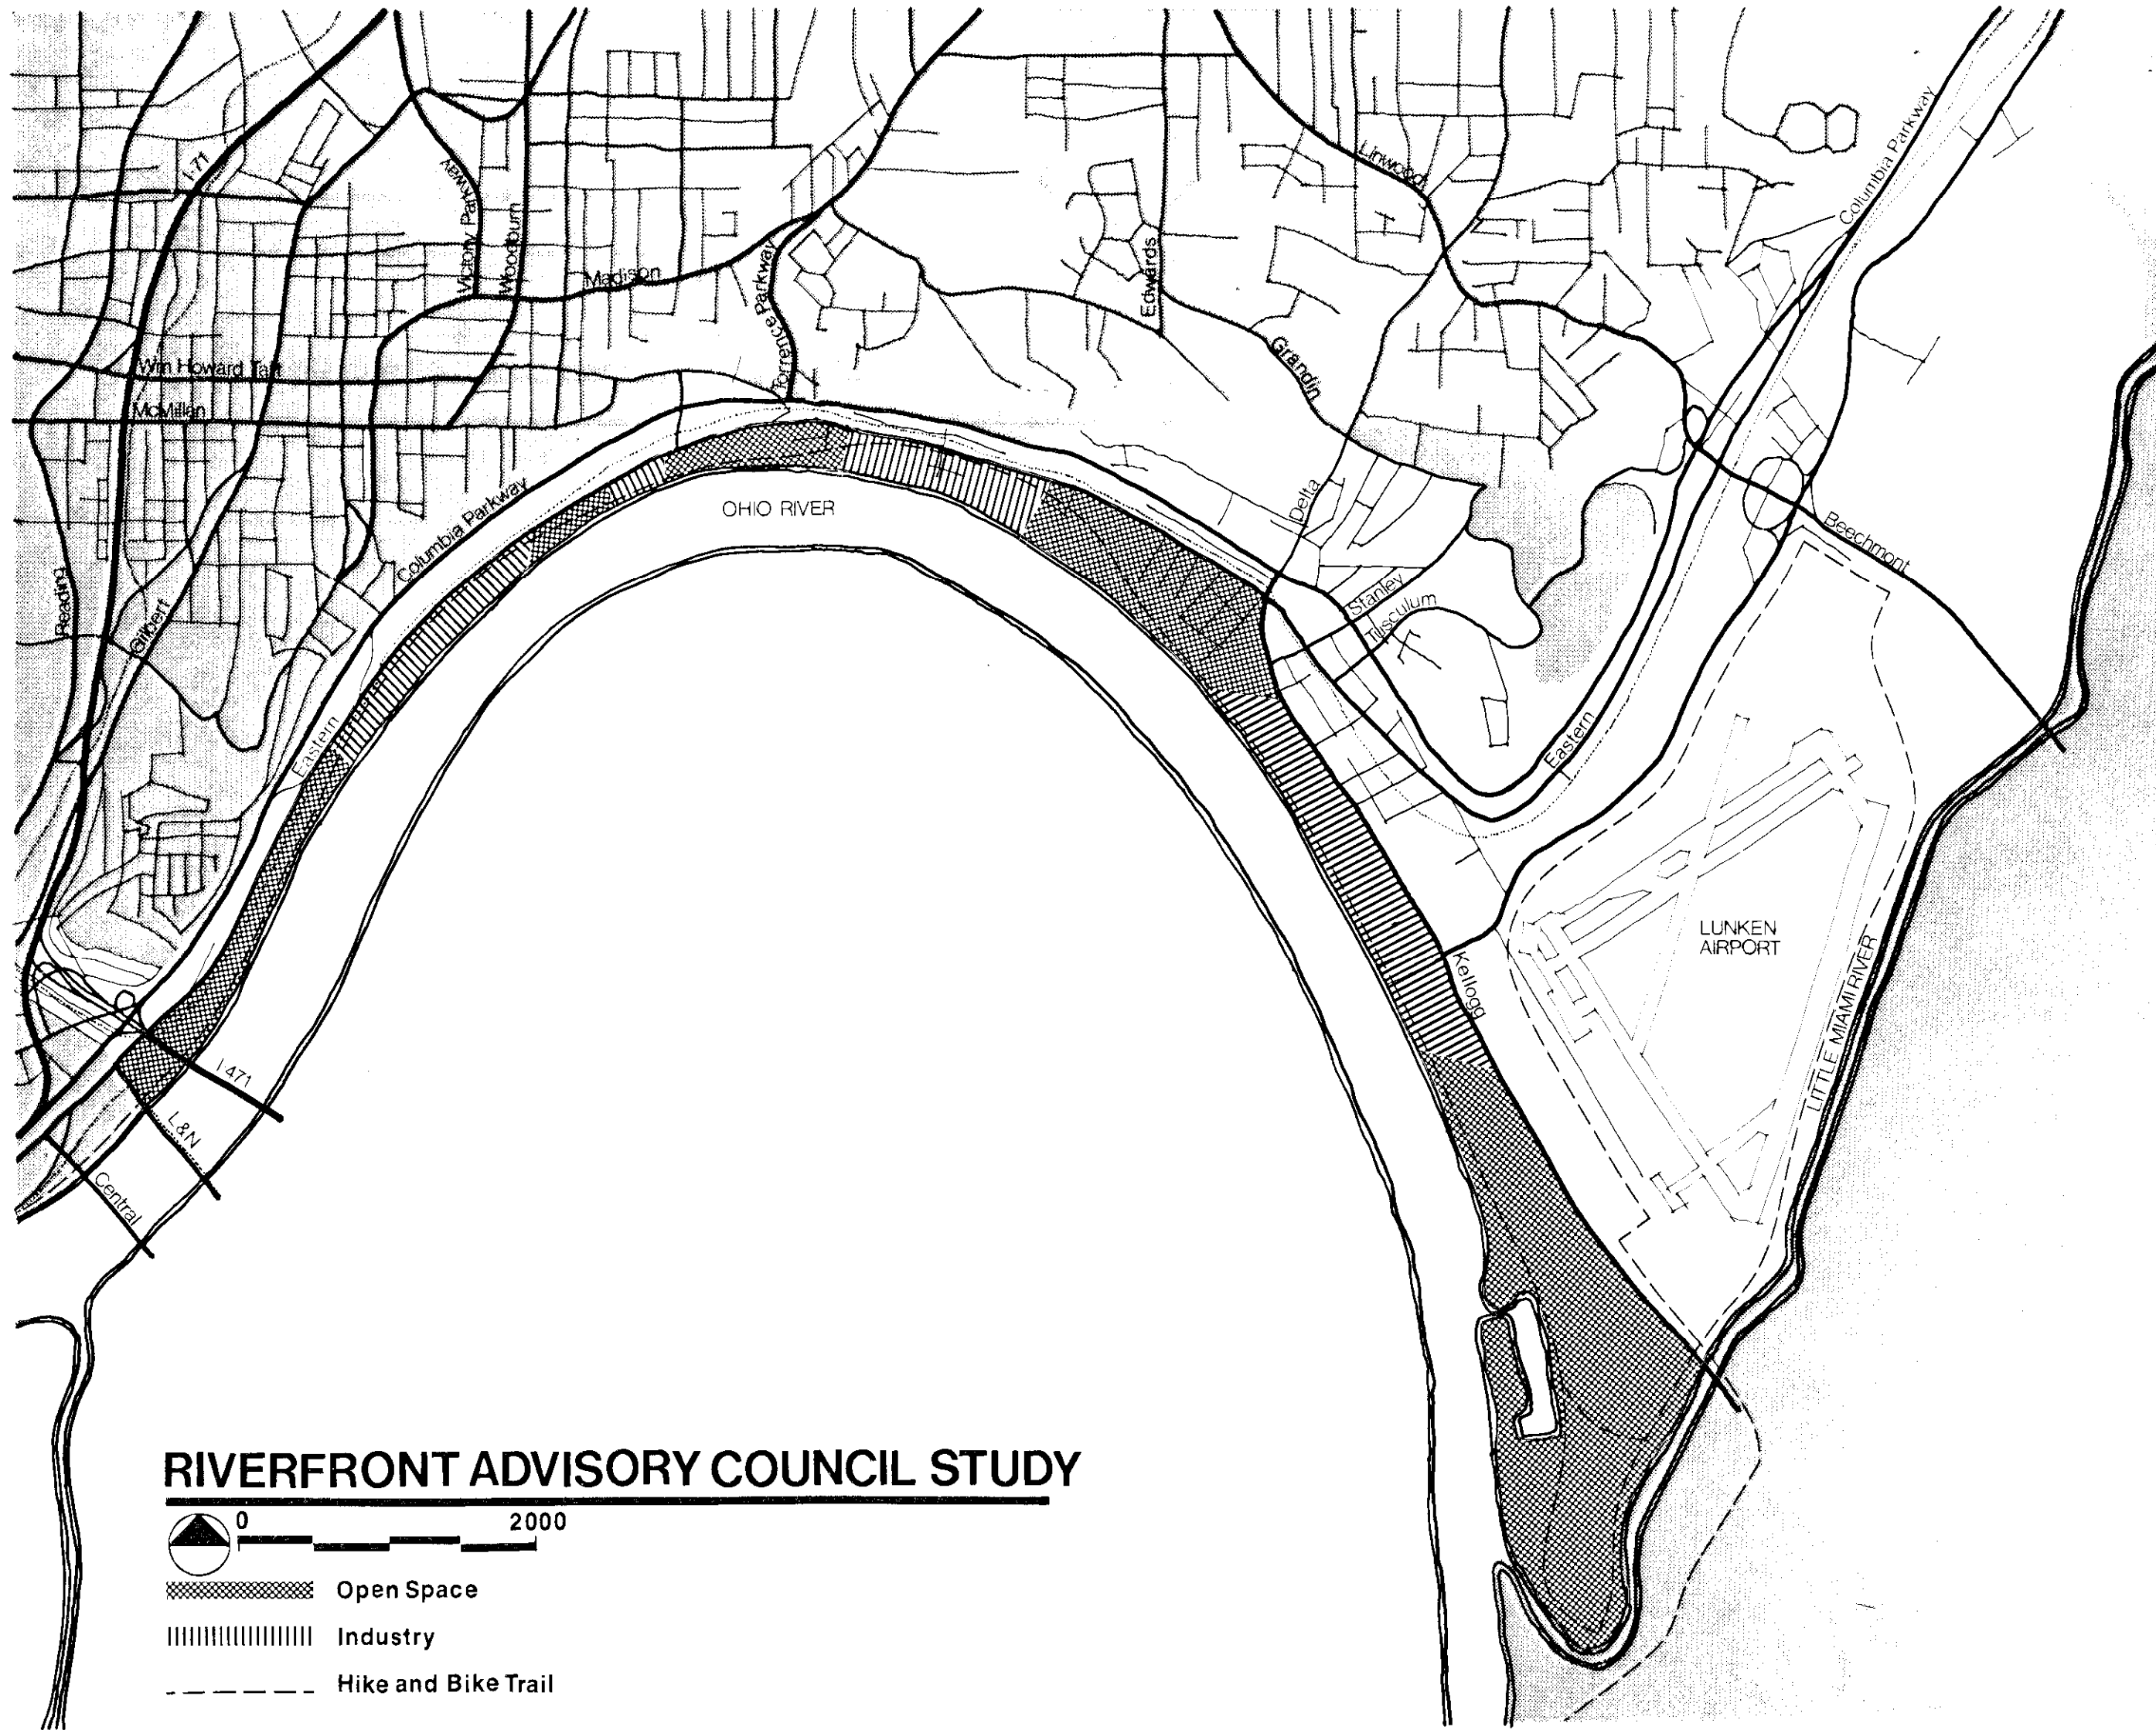 I-71
Victory Parkway
Woodburn
Madison
Torrence Parkway
Edwards
Linwood
Columbia Parkway
Grandin
Wm Howard Taft
McMillan
Columbia Parkway
OHIO RIVER
Delta
Beechmont
Reading
Gilbert
Stanley
Tusculum
Eastern
Eastern
LUNKEN
AIRPORT
Kellogg
LITTLE MIAMI RIVER
I 471
L&N
Central
RIVERFRONT ADVISORY COUNCIL STUDY
0 2000
Open Space
Industry
Hike and Bike Trail